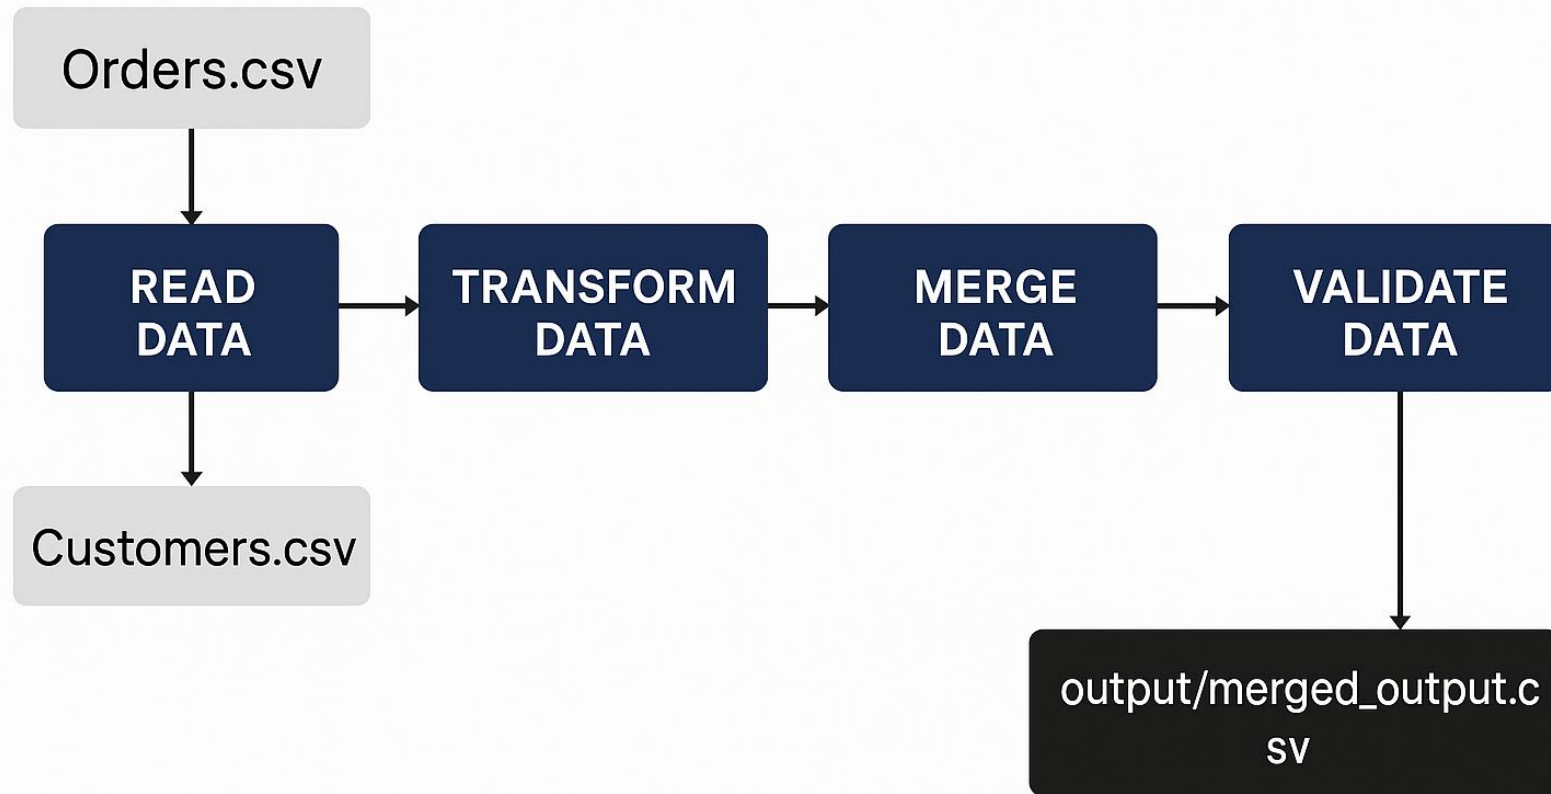 Orders.csv
READ
DATA
TRANSFORM
DATA
MERGE
DATA
VALIDATE
DATA
Customers.csv
output/merged_output.c
sv